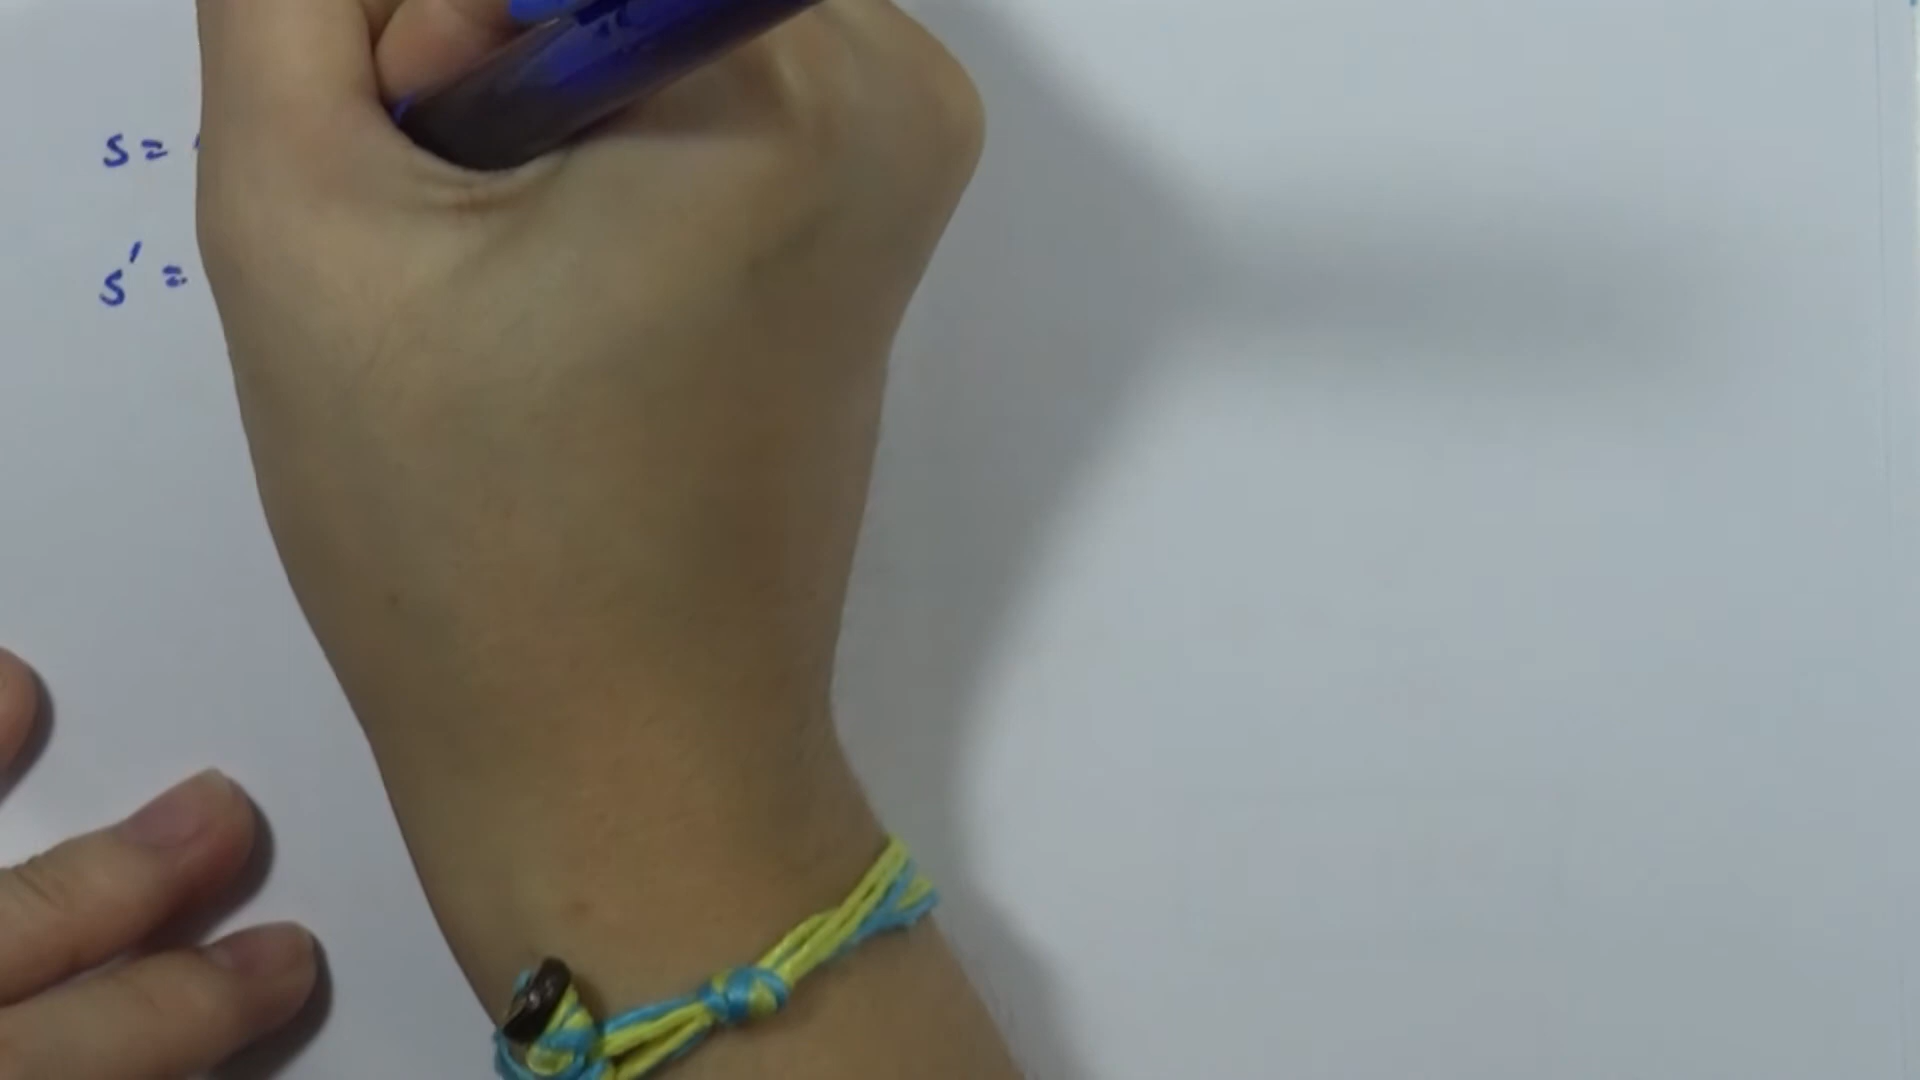 s =
s' =